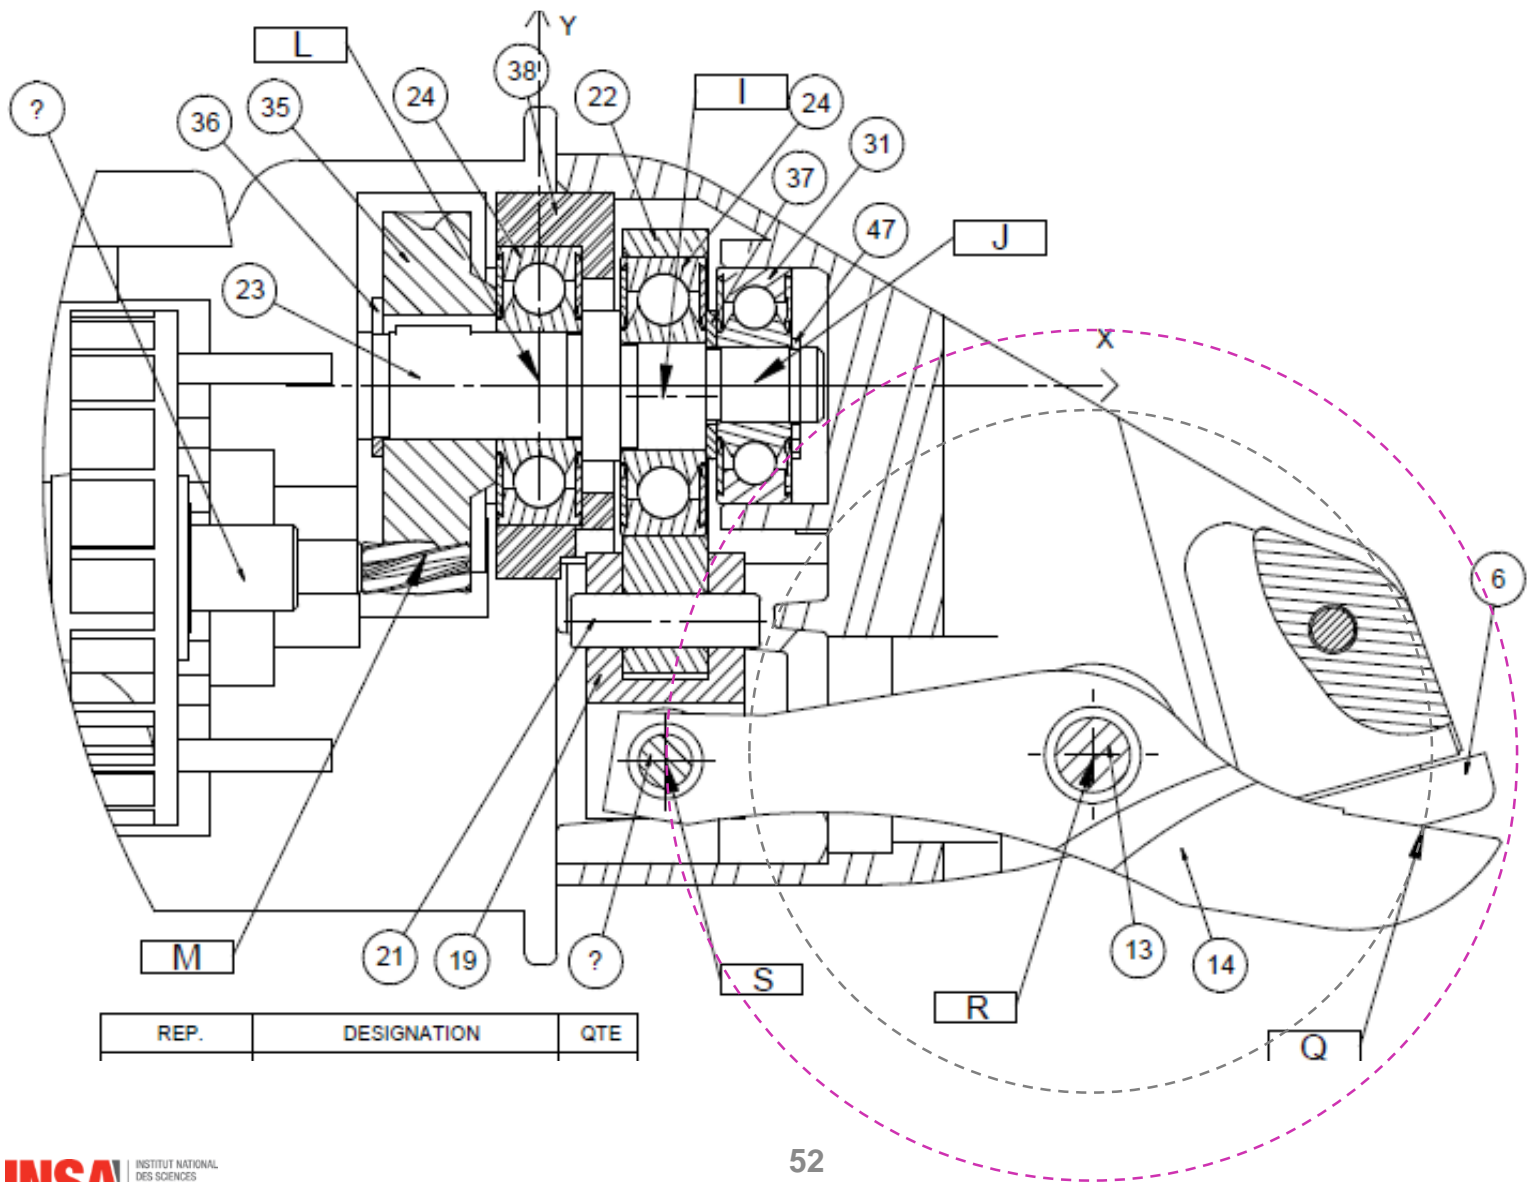 Y
L
38
I
?
36
35
24
22
24
31
37
47
J
23
X
6
M
21
19
?
S
R
13
14
Q
REP. DESIGNATION QTE
52
INSA INSTITUT NATIONAL
DES SCIENCES